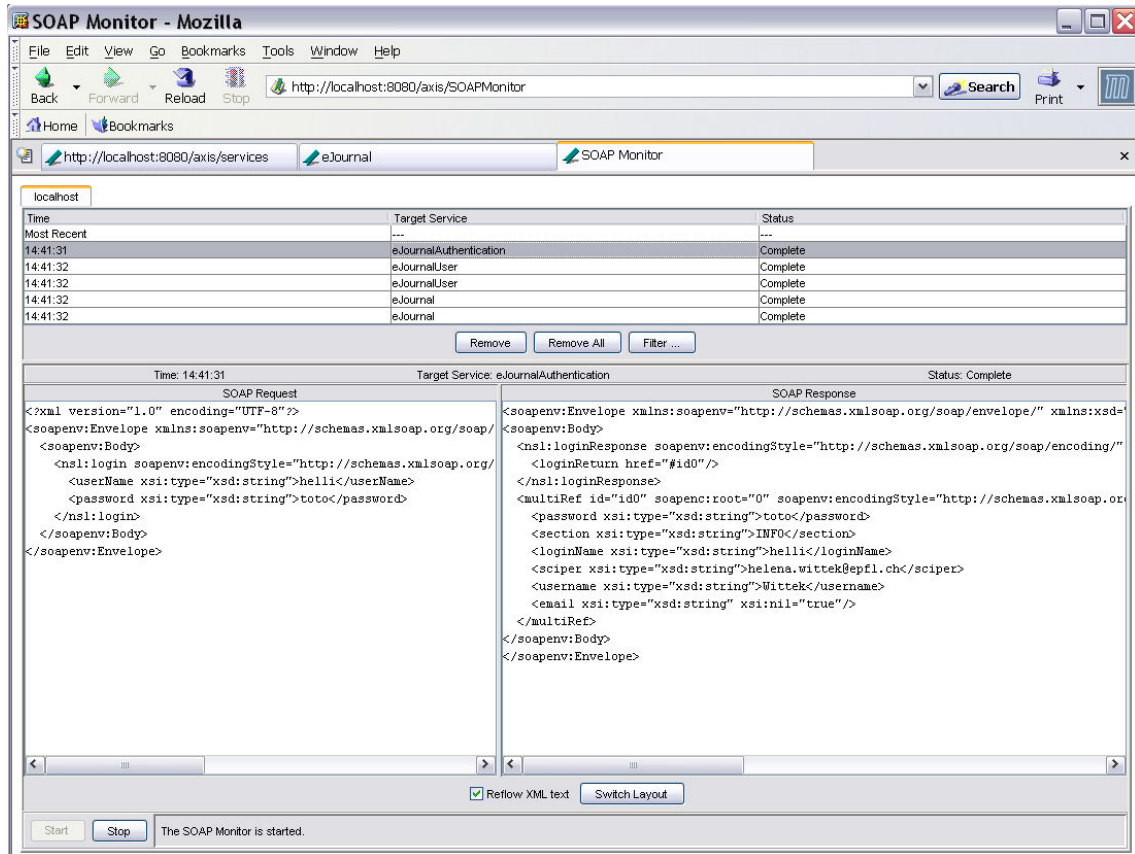 SOAP Monitor - Mozilla
File Edit View Go Bookmarks Tools Window Help
Back Forward Reload Stop http://localhost:8080/axis/SOAPMonitor Search Print
Home Bookmarks
http://localhost:8080/axis/services eJournal SOAP Monitor
localhost
Time Target Service Status
Most Recent --- ---
14:41:31 eJournalAuthentication Complete
14:41:32 eJournalUser Complete
14:41:32 eJournalUser Complete
14:41:32 eJournal Complete
14:41:32 eJournal Complete
Remove Remove All Filter ...
Time: 14:41:31 Target Service: eJournalAuthentication Status: Complete
SOAP Request
<?xml version="1.0" encoding="UTF-8"?>
<soapenv:Envelope xmlns:soapenv="http://schemas.xmlsoap.org/soap/
<soapenv:Body>
<ns1:login soapenv:encodingStyle="http://schemas.xmlsoap.org/
<userName xsi:type="xsd:string">helli</userName>
<password xsi:type="xsd:string">toto</password>
</ns1:login>
</soapenv:Body>
</soapenv:Envelope>
SOAP Response
<soapenv:Envelope xmlns:soapenv="http://schemas.xmlsoap.org/soap/envelope/" xmlns:xsd="
<soapenv:Body>
<ns1:loginResponse soapenv:encodingStyle="http://schemas.xmlsoap.org/soap/encoding/"
<loginReturn href="#id0"/>
</ns1:loginResponse>
<multiRef id="id0" soapenc:root="0" soapenv:encodingStyle="http://schemas.xmlsoap.or
<password xsi:type="xsd:string">toto</password>
<section xsi:type="xsd:string">INFO</section>
<loginName xsi:type="xsd:string">helli</loginName>
<sciper xsi:type="xsd:string">helena.wittek@epfl.ch</sciper>
<username xsi:type="xsd:string">Wittek</username>
<email xsi:type="xsd:string" xsi:nil="true"/>
</multiRef>
</soapenv:Body>
</soapenv:Envelope>
Reflow XML text Switch Layout
Start Stop The SOAP Monitor is started.